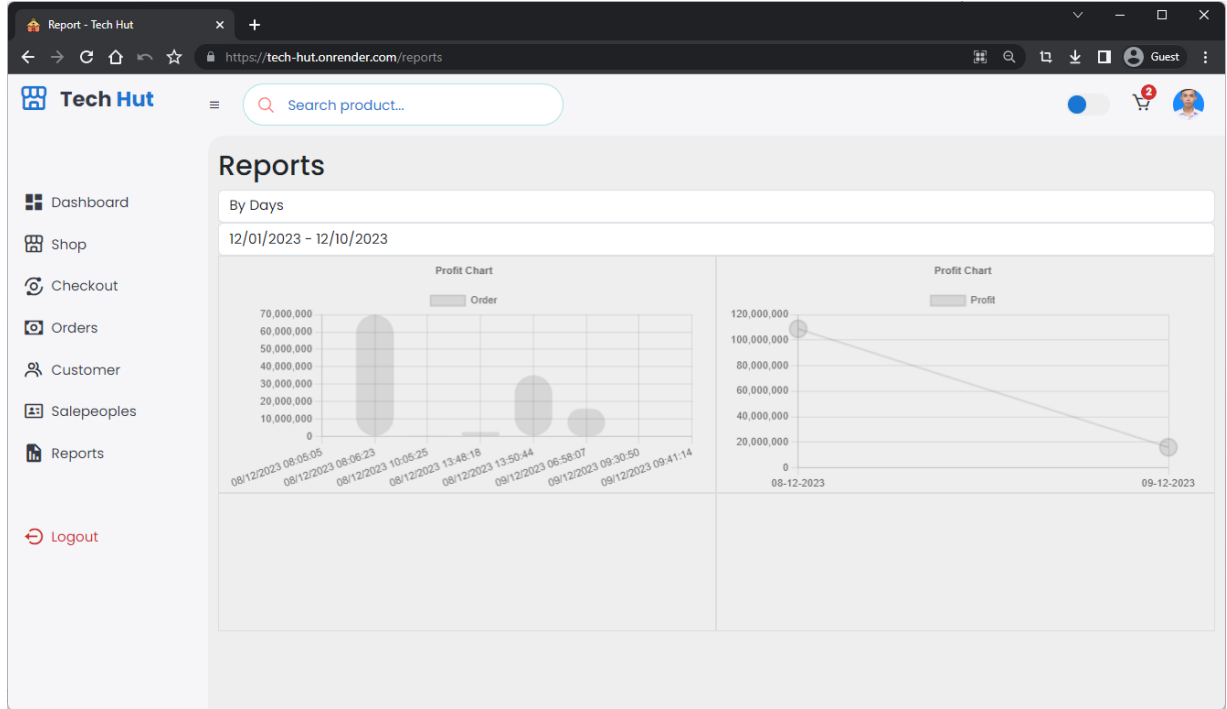 Report - Tech Hut
https://tech-hut.onrender.com/reports
Guest
Tech Hut
Search product...
2
Reports
Dashboard
Shop
Checkout
Orders
Customer
Salepeoples
Reports
Logout
By Days
12/01/2023 - 12/10/2023
Profit Chart
Order
70,000,000
60,000,000
50,000,000
40,000,000
30,000,000
20,000,000
10,000,000
0
08/12/2023 08:05:05
08/12/2023 08:06:23
08/12/2023 10:05:25
08/12/2023 13:48:18
08/12/2023 13:50:44
09/12/2023 06:58:07
09/12/2023 09:30:50
09/12/2023 09:41:14
Profit Chart
Profit
120,000,000
100,000,000
80,000,000
60,000,000
40,000,000
20,000,000
0
08-12-2023
09-12-2023